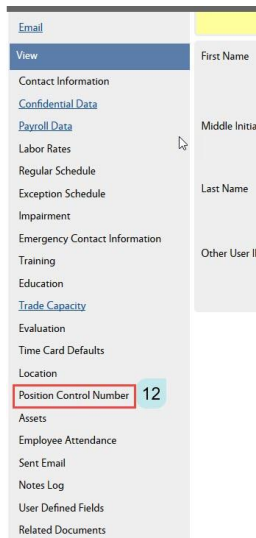 Email
View
First Name
Contact Information
Confidential Data
Payroll Data
Middle Initia
Labor Rates
Regular Schedule
Last Name
Exception Schedule
Impairment
Emergency Contact Information
Other User I
Training
Education
Trade Capacity
Evaluation
Time Card Defaults
Location
Position Control Number 12
Assets
Employee Attendance
Sent Email
Notes Log
User Defined Fields
Related Documents